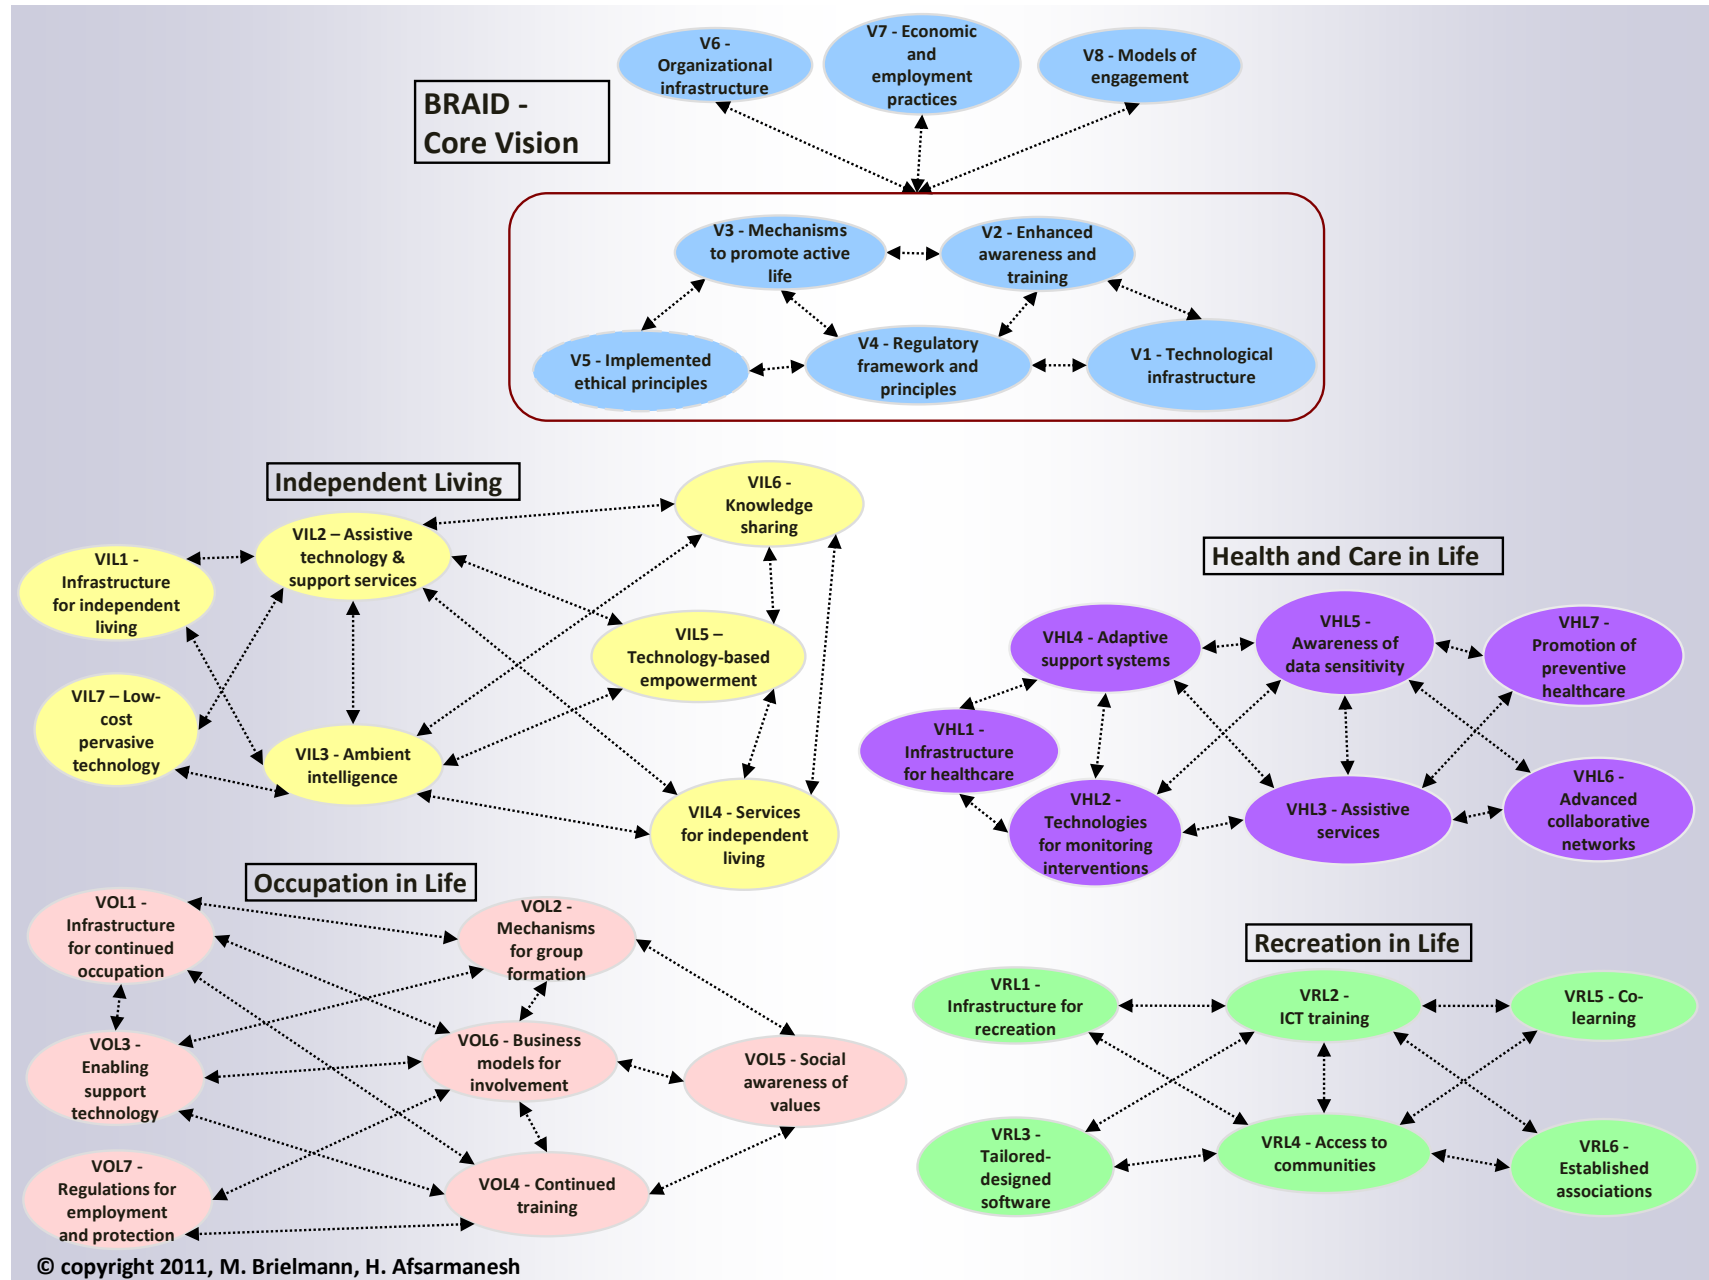 BRAID -
Core Vision
V6 -
Organizational
infrastructure
V7 - Economic
and
employment
practices
V8 - Models of
engagement
V3 - Mechanisms
to promote active
life
V2 - Enhanced
awareness and
training
V5 - Implemented
ethical principles
V4 - Regulatory
framework and
principles
V1 - Technological
infrastructure
Independent Living
VIL6 -
Knowledge
sharing
VIL2 – Assistive
technology &
support services
VIL1 -
Infrastructure
for independent
living
VIL5 –
Technology-based
empowerment
VIL7 – Low-
cost
pervasive
technology
VIL3 - Ambient
intelligence
VIL4 - Services
for independent
living
Health and Care in Life
VHL4 - Adaptive
support systems
VHL5 -
Awareness of
data sensitivity
VHL7 -
Promotion of
preventive
healthcare
VHL1 -
Infrastructure
for healthcare
VHL2 -
Technologies
for monitoring
interventions
VHL3 - Assistive
services
VHL6 -
Advanced
collaborative
networks
Occupation in Life
VOL1 -
Infrastructure
for continued
occupation
VOL2 -
Mechanisms
for group
formation
VOL3 -
Enabling
support
technology
VOL6 - Business
models for
involvement
VOL5 - Social
awareness of
values
VOL7 -
Regulations for
employment
and protection
VOL4 - Continued
training
Recreation in Life
VRL1 -
Infrastructure for
recreation
VRL2 -
ICT training
VRL5 - Co-
learning
VRL3 -
Tailored-
designed
software
VRL4 - Access to
communities
VRL6 -
Established
associations
© copyright 2011, M. Brielmann, H. Afsarmanesh